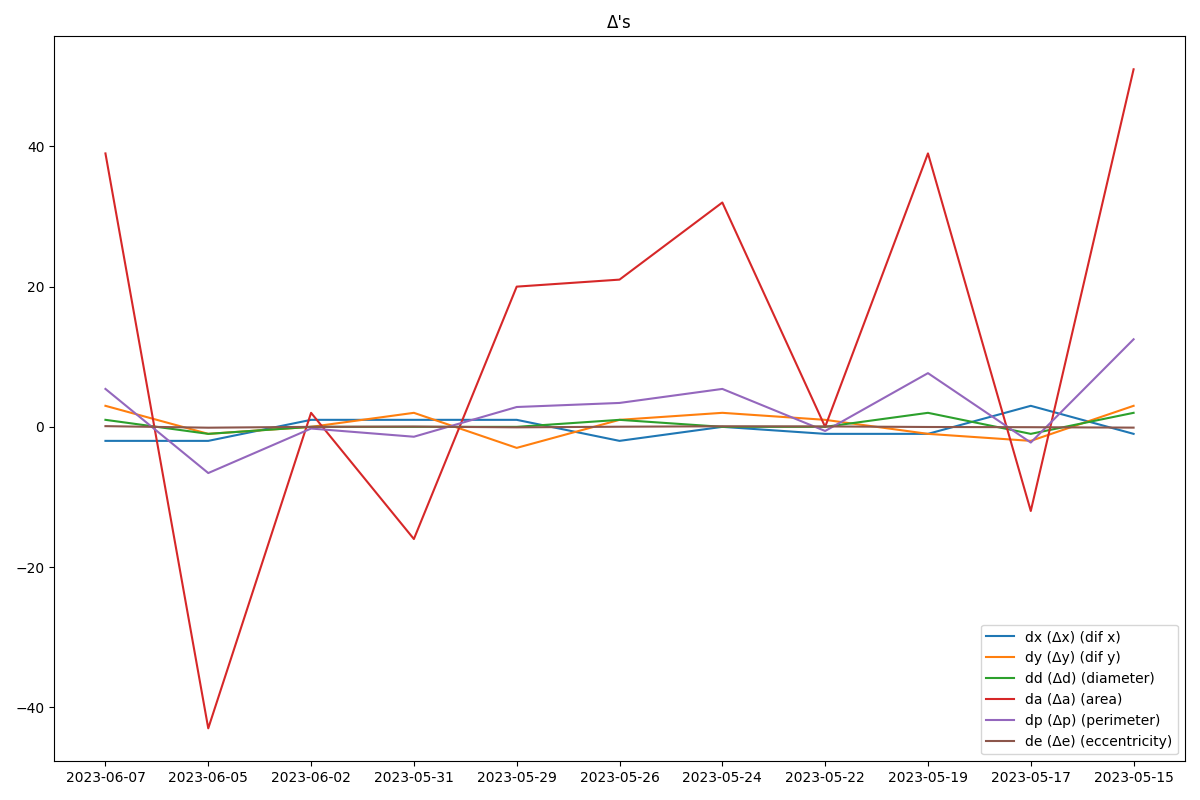 Δ's
40
20
0
−20
−40
2023-06-07 2023-06-05 2023-06-02 2023-05-31 2023-05-29 2023-05-26 2023-05-24 2023-05-22 2023-05-19 2023-05-17 2023-05-15
dx (Δx) (dif x)
dy (Δy) (dif y)
dd (Δd) (diameter)
da (Δa) (area)
dp (Δp) (perimeter)
de (Δe) (eccentricity)